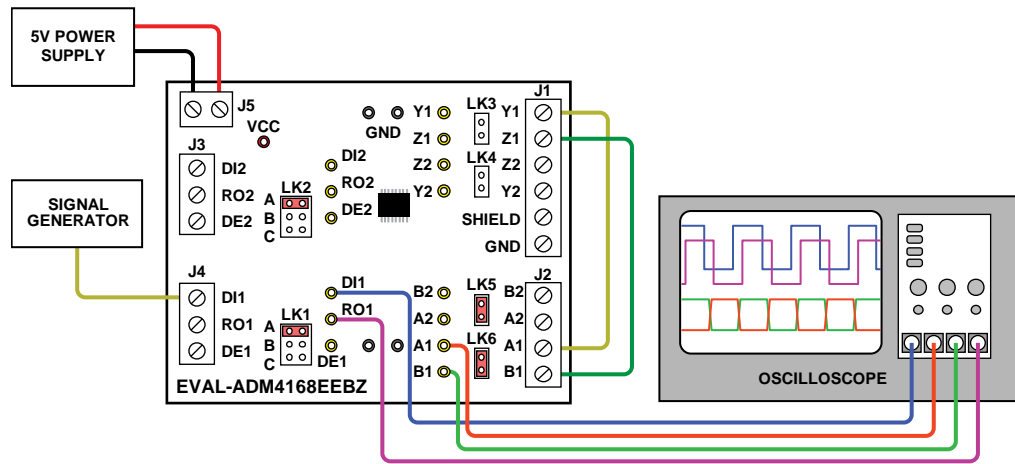 5V POWER
SUPPLY
J5
VCC
GND
J3
DI2
RO2
DE2
LK2
A
B
C
DI2
RO2
DE2
Y1
Z1
Z2
Y2
LK3
LK4
J1
Y1
Z1
Z2
Y2
SHIELD
GND
SIGNAL
GENERATOR
J4
DI1
RO1
DE1
LK1
A
B
C
DI1
RO1
DE1
B2
A2
A1
B1
LK5
LK6
J2
B2
A2
A1
B1
EVAL-ADM4168EEBZ
OSCILLOSCOPE